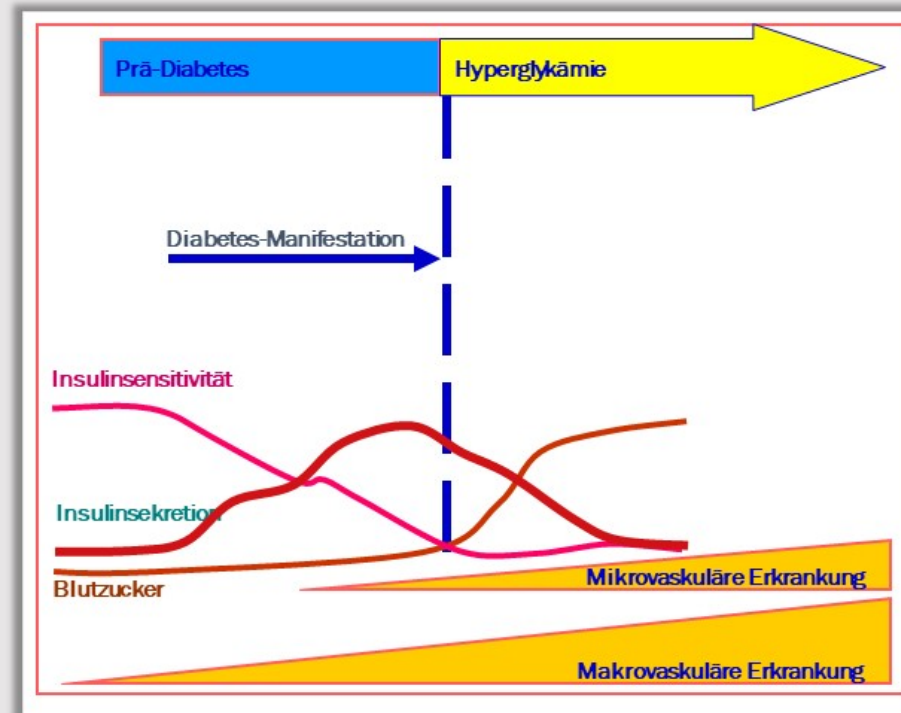 Prä-Diabetes
Hyperglykämie
Diabetes-Manifestation
Insulinsensitivität
Insulinsekretion
Blutzucker
Mikrovaskuläre Erkrankung
Makrovaskuläre Erkrankung